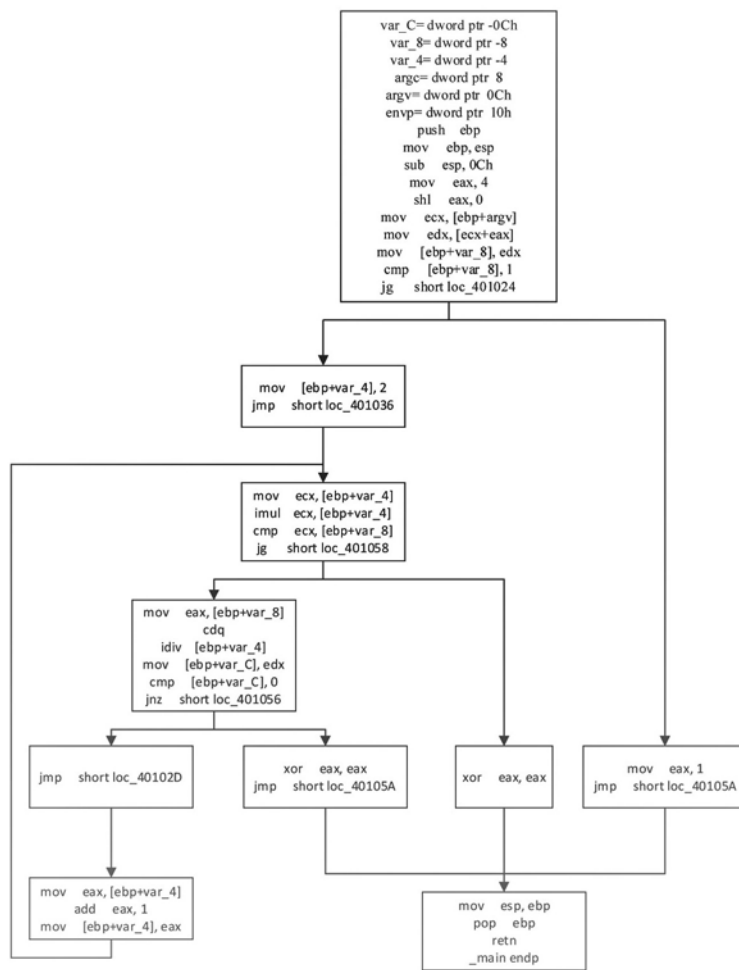 var_C= dword ptr -0Ch
var_8= dword ptr -8
var_4= dword ptr -4
argc= dword ptr 8
argv= dword ptr 0Ch
envp= dword ptr 10h
push ebp
mov ebp, esp
sub esp, 0Ch
mov eax, 4
shl eax, 0
mov ecx, [ebp+argv]
mov edx, [ecx+eax]
mov [ebp+var_8], edx
cmp [ebp+var_8], 1
jg short loc_401024
mov [ebp+var_4], 2
jmp short loc_401036
mov ecx, [ebp+var_4]
imul ecx, [ebp+var_4]
cmp ecx, [ebp+var_8]
jg short loc_401058
mov eax, [ebp+var_8]
cdq
idiv [ebp+var_4]
mov [ebp+var_C], edx
cmp [ebp+var_C], 0
jnz short loc_401056
jmp short loc_40102D
xor eax, eax
jmp short loc_40105A
xor eax, eax
mov eax, 1
jmp short loc_40105A
mov eax, [ebp+var_4]
add eax, 1
mov [ebp+var_4], eax
mov esp, ebp
pop ebp
retn
_main endp